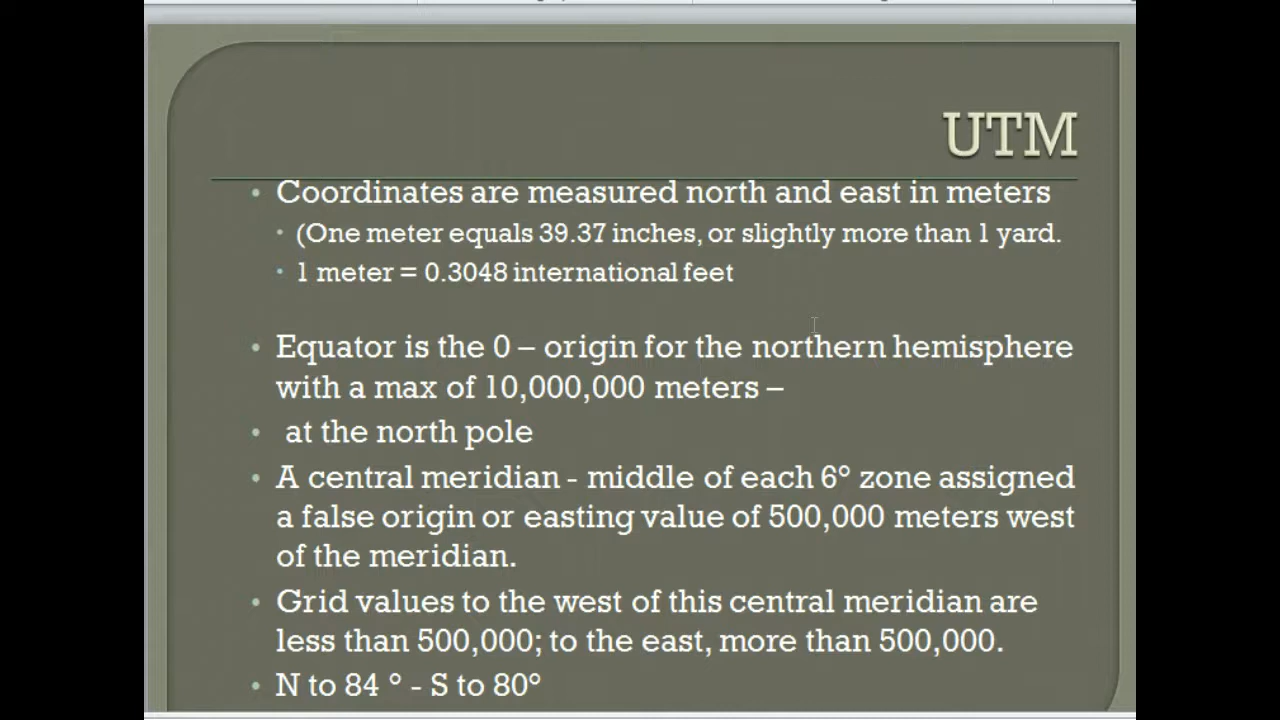 UTM
• Coordinates are measured north and east in meters
• (One meter equals 39.37 inches, or slightly more than 1 yard.
• 1 meter = 0.3048 international feet
• Equator is the 0 – origin for the northern hemisphere
with a max of 10,000,000 meters –
• at the north pole
• A central meridian - middle of each 6° zone assigned
a false origin or easting value of 500,000 meters west
of the meridian.
• Grid values to the west of this central meridian are
less than 500,000; to the east, more than 500,000.
• N to 84 ° - S to 80°